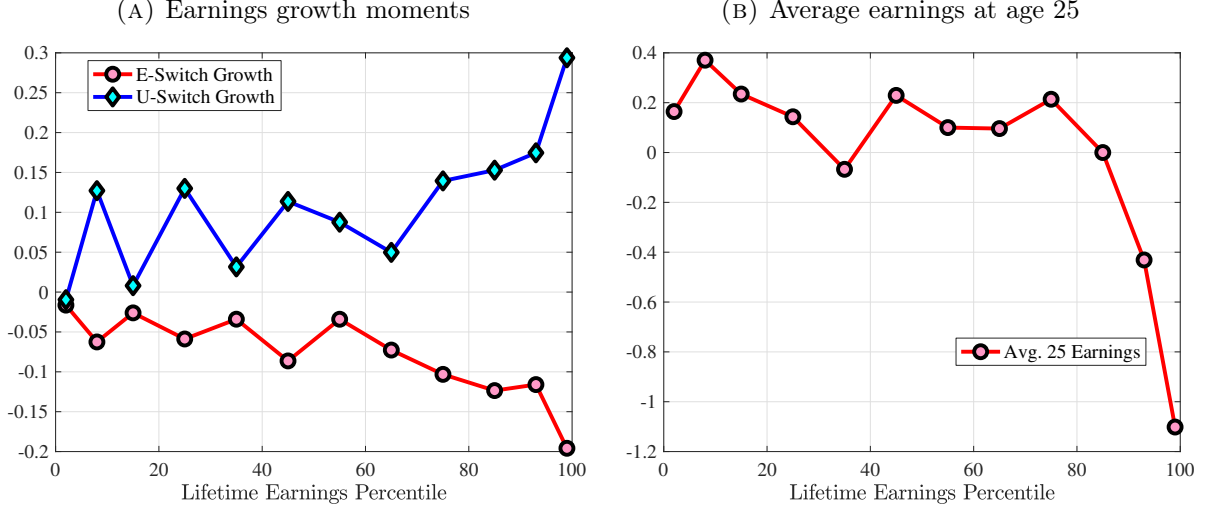 (A) Earnings growth moments
0.3
0.25
0.2
0.15
0.1
0.05
0
-0.05
-0.1
-0.15
-0.2
E-Switch Growth
U-Switch Growth
0 20 40 60 80 100
Lifetime Earnings Percentile
(B) Average earnings at age 25
0.4
0.2
0
-0.2
-0.4
-0.6
-0.8
-1
-1.2
Avg. 25 Earnings
0 20 40 60 80 100
Lifetime Earnings Percentile